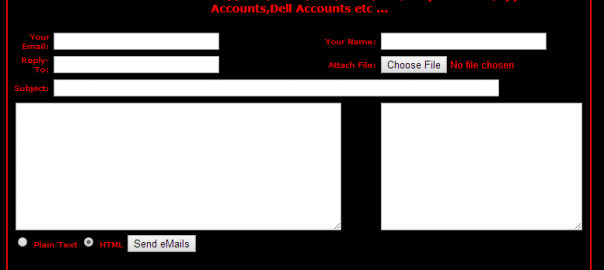 Accounts,Dell Accounts etc ...
Your Email:
Your Name:
Reply-To:
Attach File: Choose File No file chosen
Subject:
Plain Text HTML Send eMails